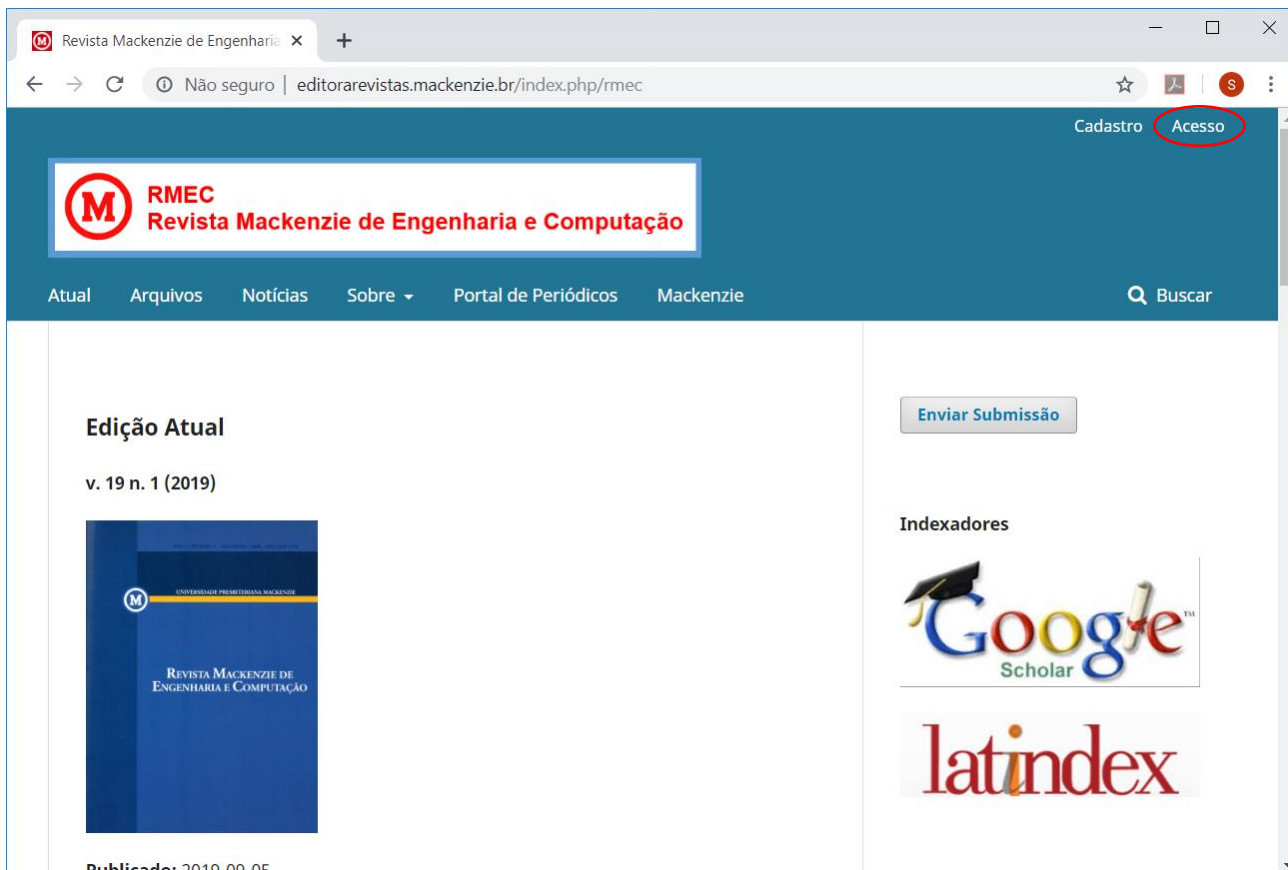 Revista Mackenzie de Engenharia
Não seguro | editorarevistas.mackenzie.br/index.php/rmec
S
Cadastro Acesso
M
RMEC
Revista Mackenzie de Engenharia e Computação
Atual Arquivos Notícias Sobre Portal de Periódicos Mackenzie Buscar
Enviar Submissão
Edição Atual
v. 19 n. 1 (2019)
Indexadores
M
UNIVERSIDADE PRESBITERIANA MACKENZIE
REVISTA MACKENZIE DE
ENGENHARIA E COMPUTAÇÃO
Google™
Scholar
latindex
Publicado: 2019-09-05